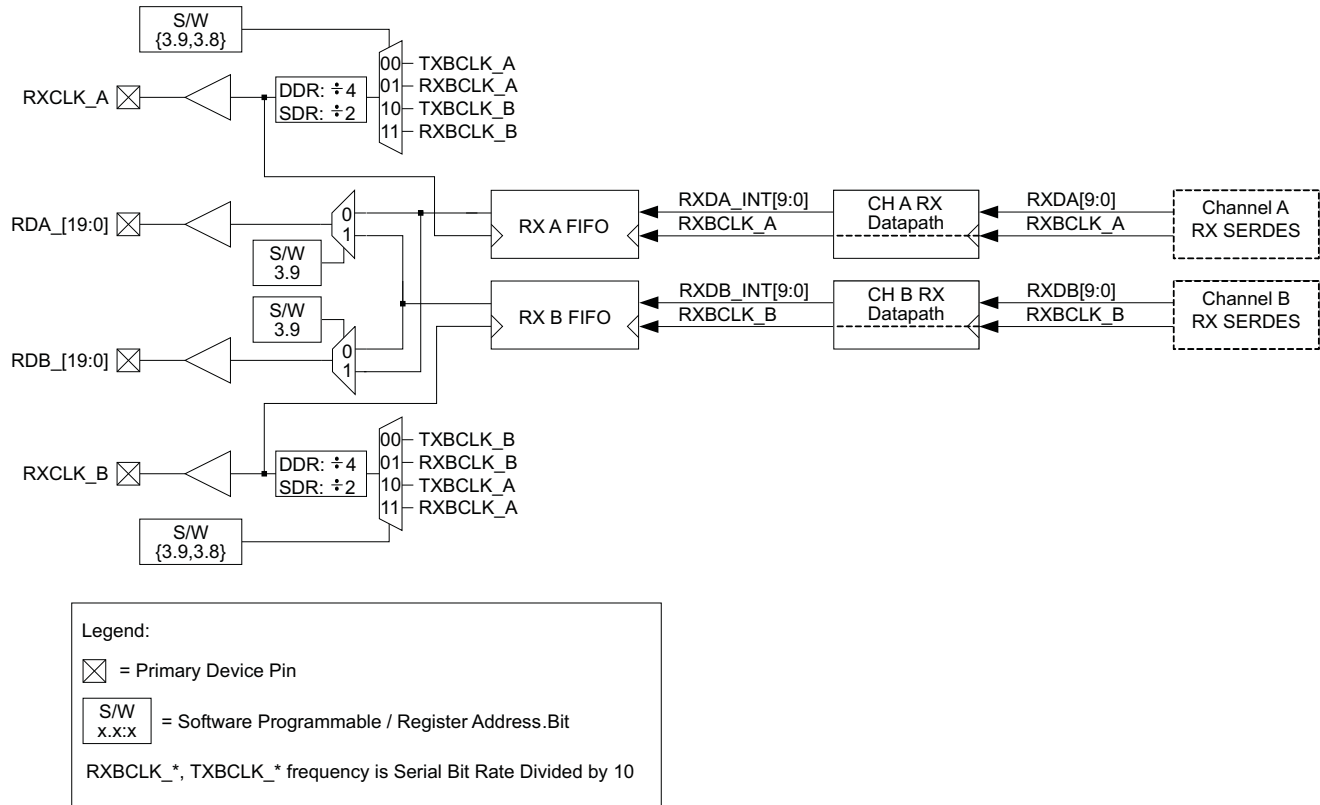 S/W
{3.9,3.8}
00 TXBCLK_A
01 RXBCLK_A
10 TXBCLK_B
11 RXBCLK_B
RXCLK_A
DDR: ÷4
SDR: ÷2
RDA_[19:0]
0
1
S/W
3.9
RX A FIFO
RXDA_INT[9:0]
RXBCLK_A
CH A RX
Datapath
RXDA[9:0]
RXBCLK_A
Channel A
RX SERDES
S/W
3.9
RX B FIFO
RXDB_INT[9:0]
RXBCLK_B
CH B RX
Datapath
RXDB[9:0]
RXBCLK_B
Channel B
RX SERDES
RDB_[19:0]
0
1
00 TXBCLK_B
01 RXBCLK_B
10 TXBCLK_A
11 RXBCLK_A
RXCLK_B
DDR: ÷4
SDR: ÷2
S/W
{3.9,3.8}
Legend:
= Primary Device Pin
S/W
x.x:x
= Software Programmable / Register Address.Bit
RXBCLK_*, TXBCLK_* frequency is Serial Bit Rate Divided by 10